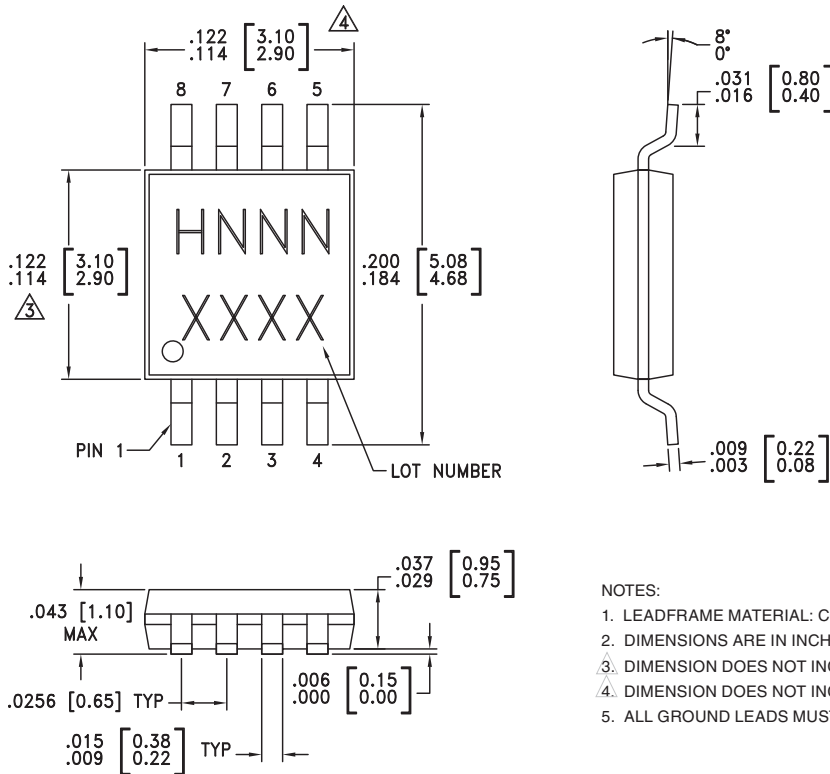 .122 [3.10]
.114 [2.90]
4
8 7 6 5
HNNN
XXXX
.122 [3.10]
.114 [2.90]
3
.200 [5.08]
.184 [4.68]
PIN 1
1 2 3 4
LOT NUMBER
8°
0°
.031 [0.80]
.016 [0.40]
.009 [0.22]
.003 [0.08]
.043 [1.10]
MAX
.037 [0.95]
.029 [0.75]
.0256 [0.65] TYP
.006 [0.15]
.000 [0.00]
.015 [0.38]
.009 [0.22]
TYP
NOTES:
1. LEADFRAME MATERIAL: C
2. DIMENSIONS ARE IN INCH
3. DIMENSION DOES NOT INC
4. DIMENSION DOES NOT INC
5. ALL GROUND LEADS MUST